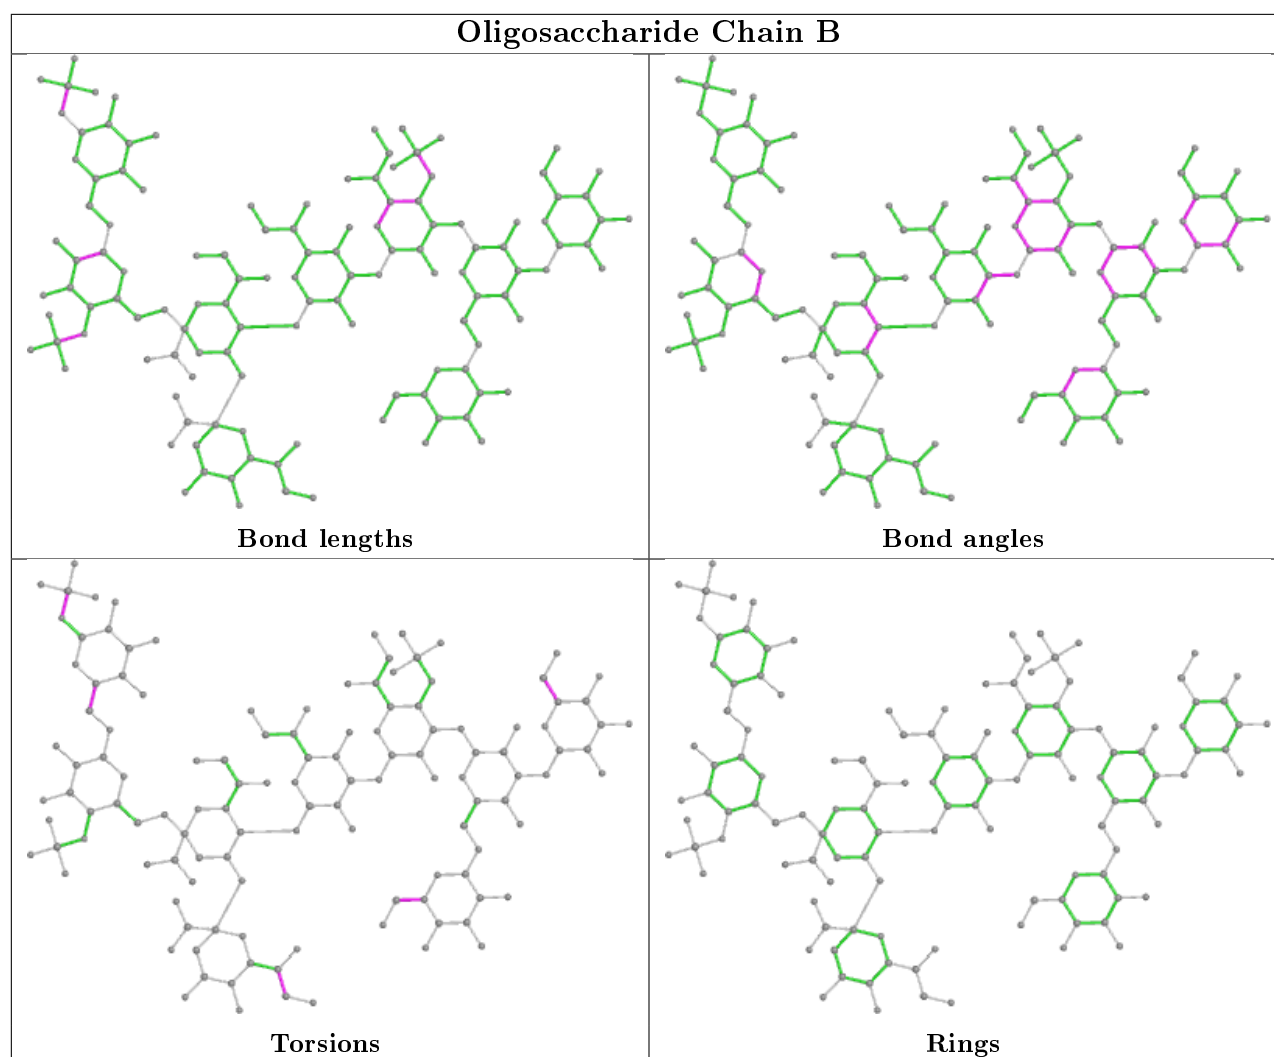 Oligosaccharide Chain B
Bond lengths
Bond angles
Torsions
Rings